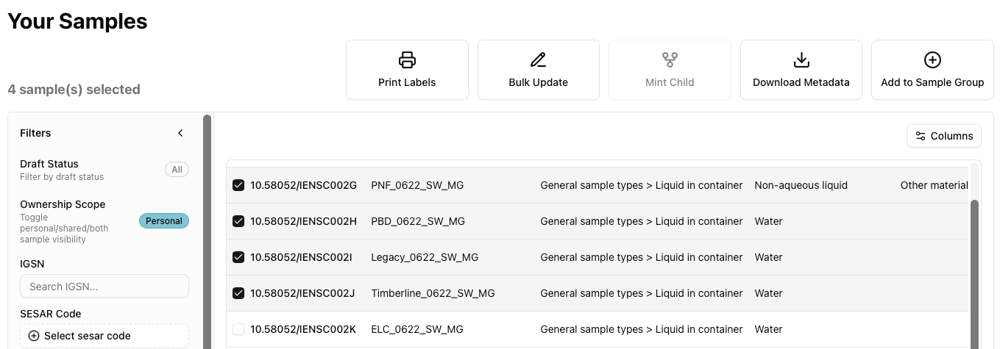 Your Samples
4 sample(s) selected
Print Labels
Bulk Update
Mint Child
Download Metadata
Add to Sample Group
Filters
Draft Status
Filter by draft status
All
Ownership Scope
Toggle
personal/shared/both
sample visibility
Personal
IGSN
Search IGSN...
SESAR Code
Select sesar code
Columns
10.58052/IENSC002G PNF_0622_SW_MG General sample types > Liquid in container Non-aqueous liquid Other material
10.58052/IENSC002H PBD_0622_SW_MG General sample types > Liquid in container Water
10.58052/IENSC002I Legacy_0622_SW_MG General sample types > Liquid in container Water
10.58052/IENSC002J Timberline_0622_SW_MG General sample types > Liquid in container Water
10.58052/IENSC002K ELC_0622_SW_MG General sample types > Liquid in container Water